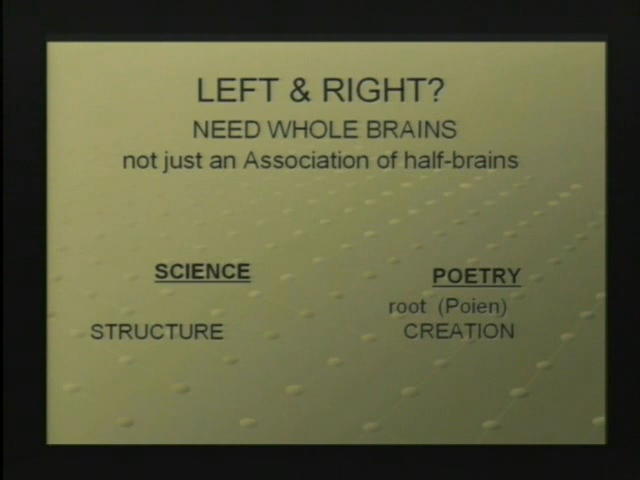 LEFT & RIGHT?
NEED WHOLE BRAINS
not just an Association of half-brains
SCIENCE
POETRY
root (Poien)
STRUCTURE
CREATION